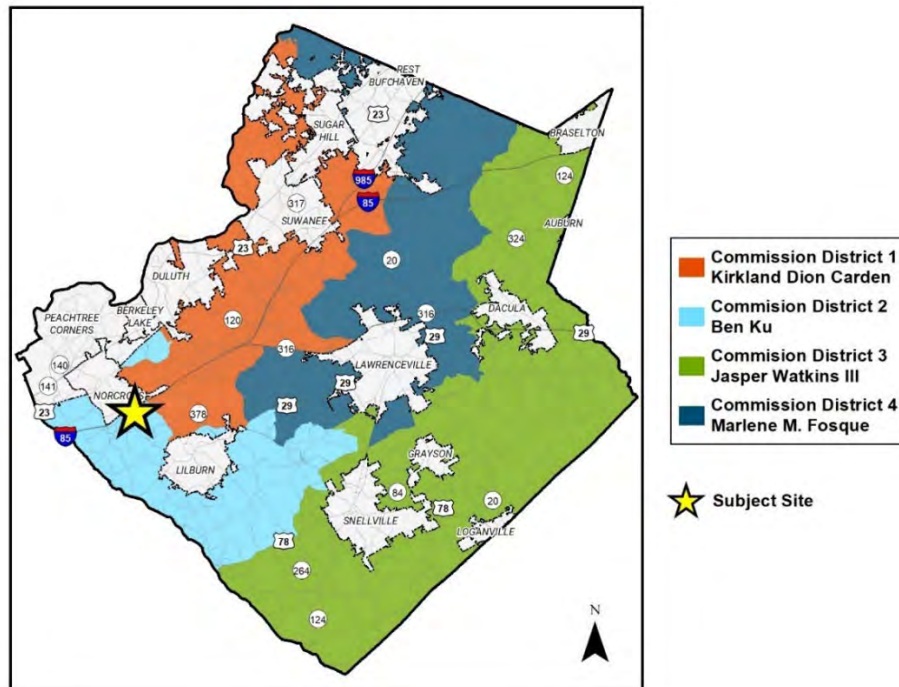 REST
BUFCHAVEN
23
SUGAR
HILL
BRASELTON
985
124
85
317
SUWANEE
AUBURN
23
324
20
DULUTH
DACULA
BERKELEY
LAKE
316
PEACHTREE
CORNERS
120
29
29
316
140
LAWRENCEVILLE
141
29
NORCROSS
23
378
29
85
LILBURN
GRAYSON
84
20
78
SNELLVILLE
LOGANVILLE
78
264
124
N
Commission District 1
Kirkland Dion Carden
Commision District 2
Ben Ku
Commision District 3
Jasper Watkins III
Commission District 4
Marlene M. Fosque
Subject Site